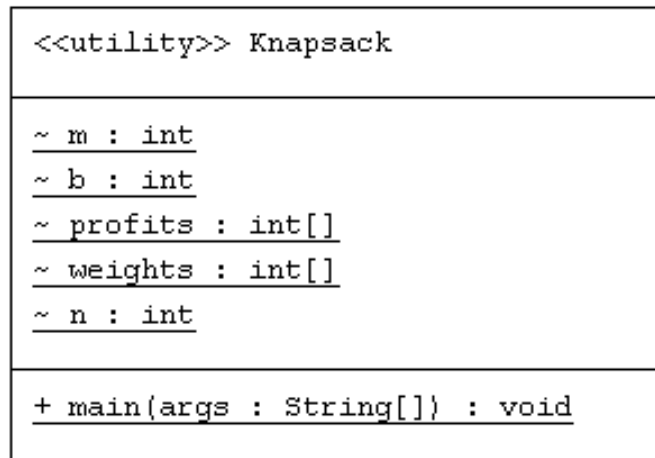 <<utility>> Knapsack
~ m : int
~ b : int
~ profits : int[]
~ weights : int[]
~ n : int
+ main(args : String[]) : void